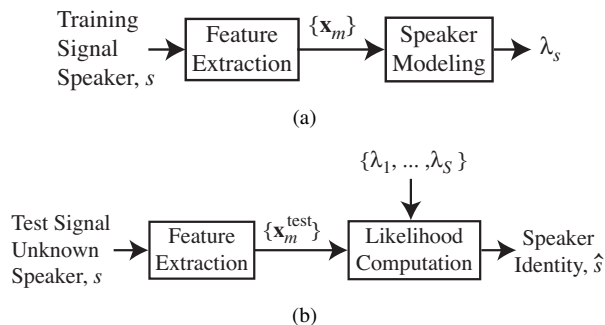 Training
Signal
Speaker, s
Feature
Extraction
{x_m}
Speaker
Modeling
λ_s
(a)
{λ_1, ... ,λ_S }
Test Signal
Unknown
Speaker, s
Feature
Extraction
{x_m^test}
Likelihood
Computation
Speaker
Identity, ŝ
(b)